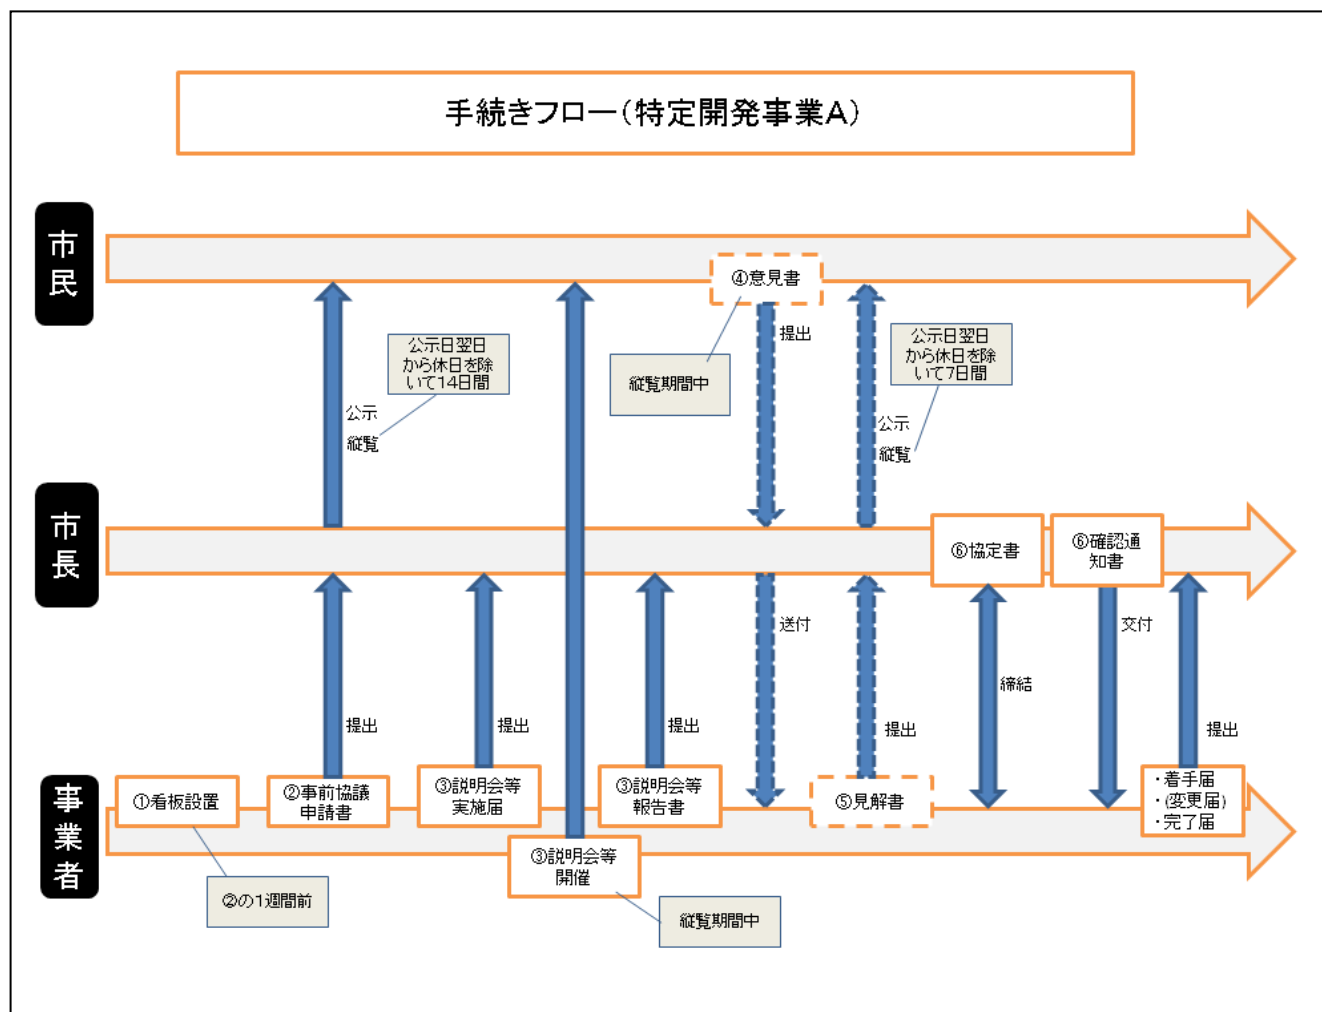 手続きフロー(特定開発事業A)
市民
④意見書
提出
縦覧期間中
公示日翌日
から休日を除
いて14日間
公示
縦覧
公示日翌日
から休日を除
いて7日間
公示
縦覧
市長
⑥協定書
⑥確認通
知書
送付
交付
締結
提出
提出
提出
提出
提出
事業者
①看板設置
②事前協議
申請書
③説明会等
実施届
③説明会等
開催
③説明会等
報告書
⑤見解書
・着手届
・(変更届)
・完了届
②の1週間前
縦覧期間中